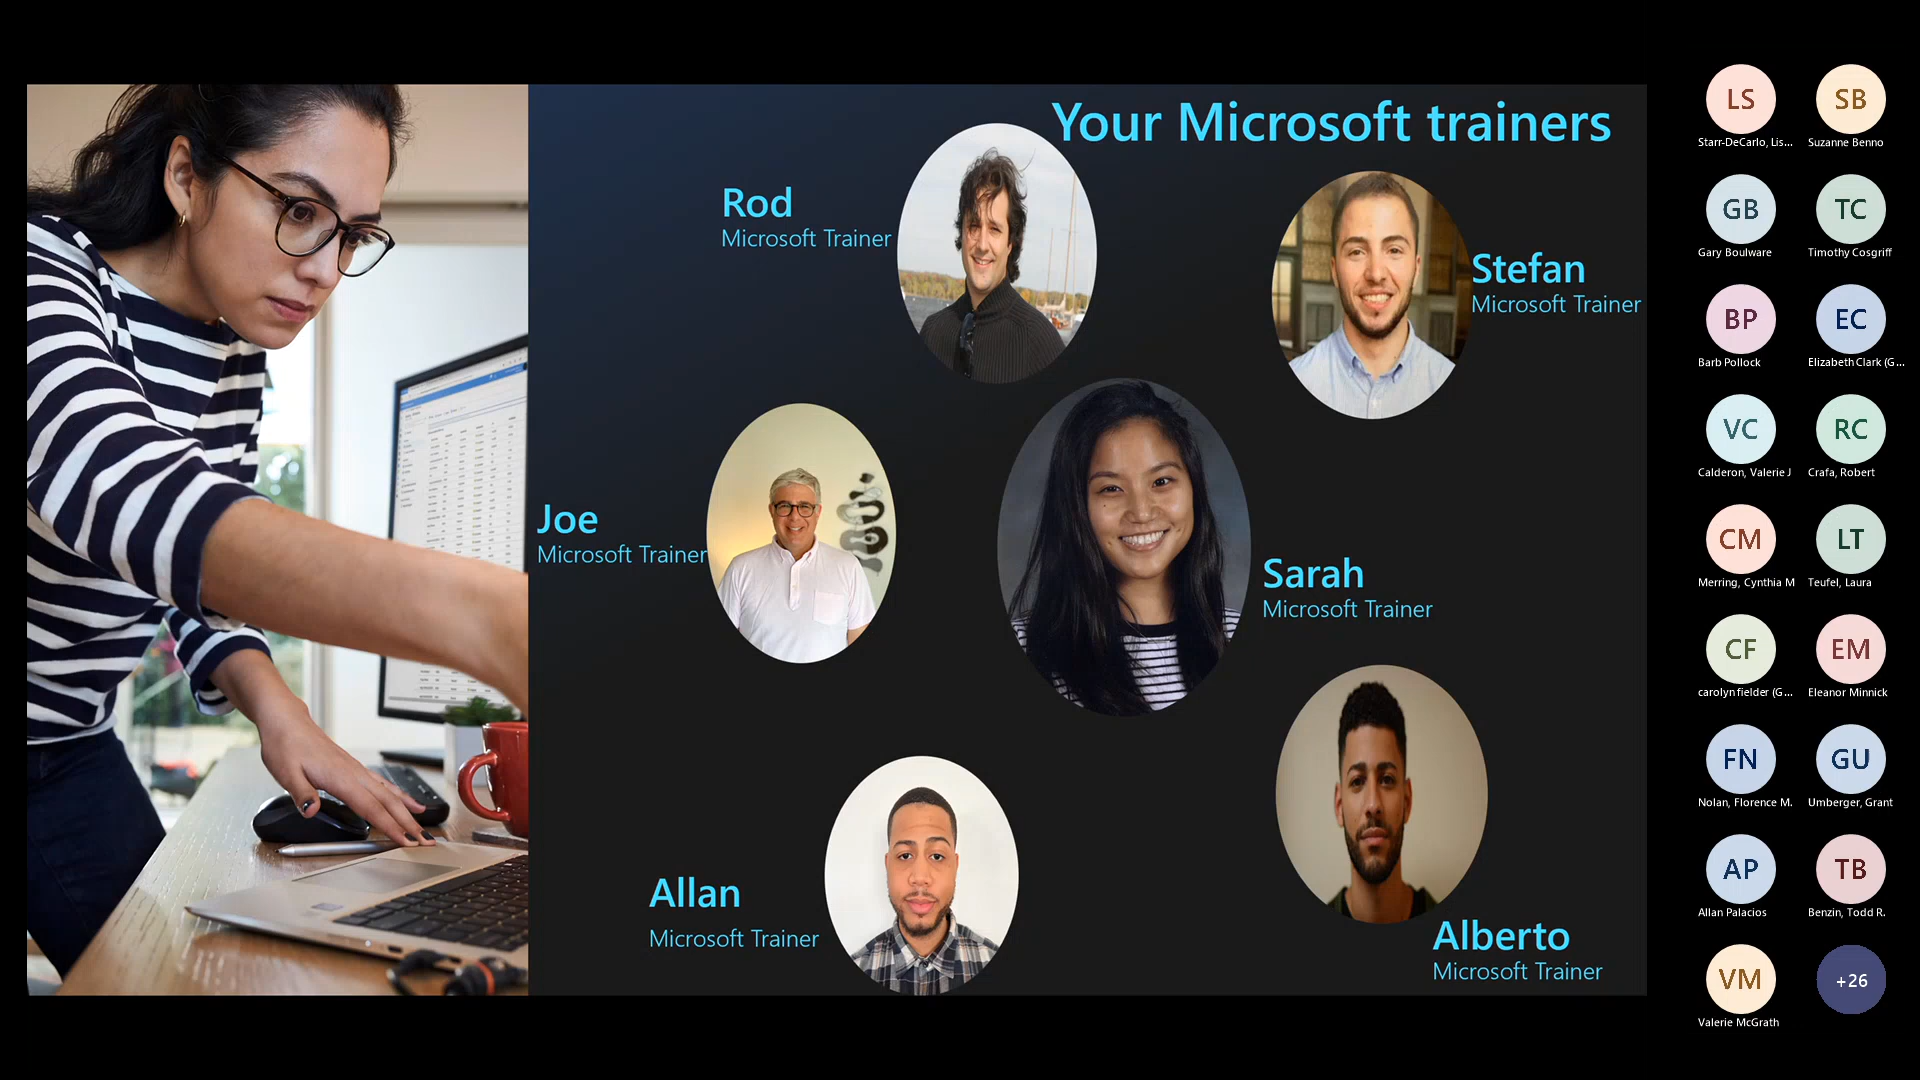 Your Microsoft trainers
Rod
Microsoft Trainer
Stefan
Microsoft Trainer
Joe
Microsoft Trainer
Sarah
Microsoft Trainer
Allan
Microsoft Trainer
Alberto
Microsoft Trainer
LS
Starr-DeCarlo, Lis...
SB
Suzanne Benno
GB
Gary Boulware
TC
Timothy Cosgriff
BP
Barb Pollock
EC
Elizabeth Clark (G...
VC
Calderon, Valerie J
RC
Crafa, Robert
CM
Merring, Cynthia M
LT
Teufel, Laura
CF
carolyn fielder (G...
EM
Eleanor Minnick
FN
Nolan, Florence M.
GU
Umberger, Grant
AP
Allan Palacios
TB
Benzin, Todd R.
VM
Valerie McGrath
+26